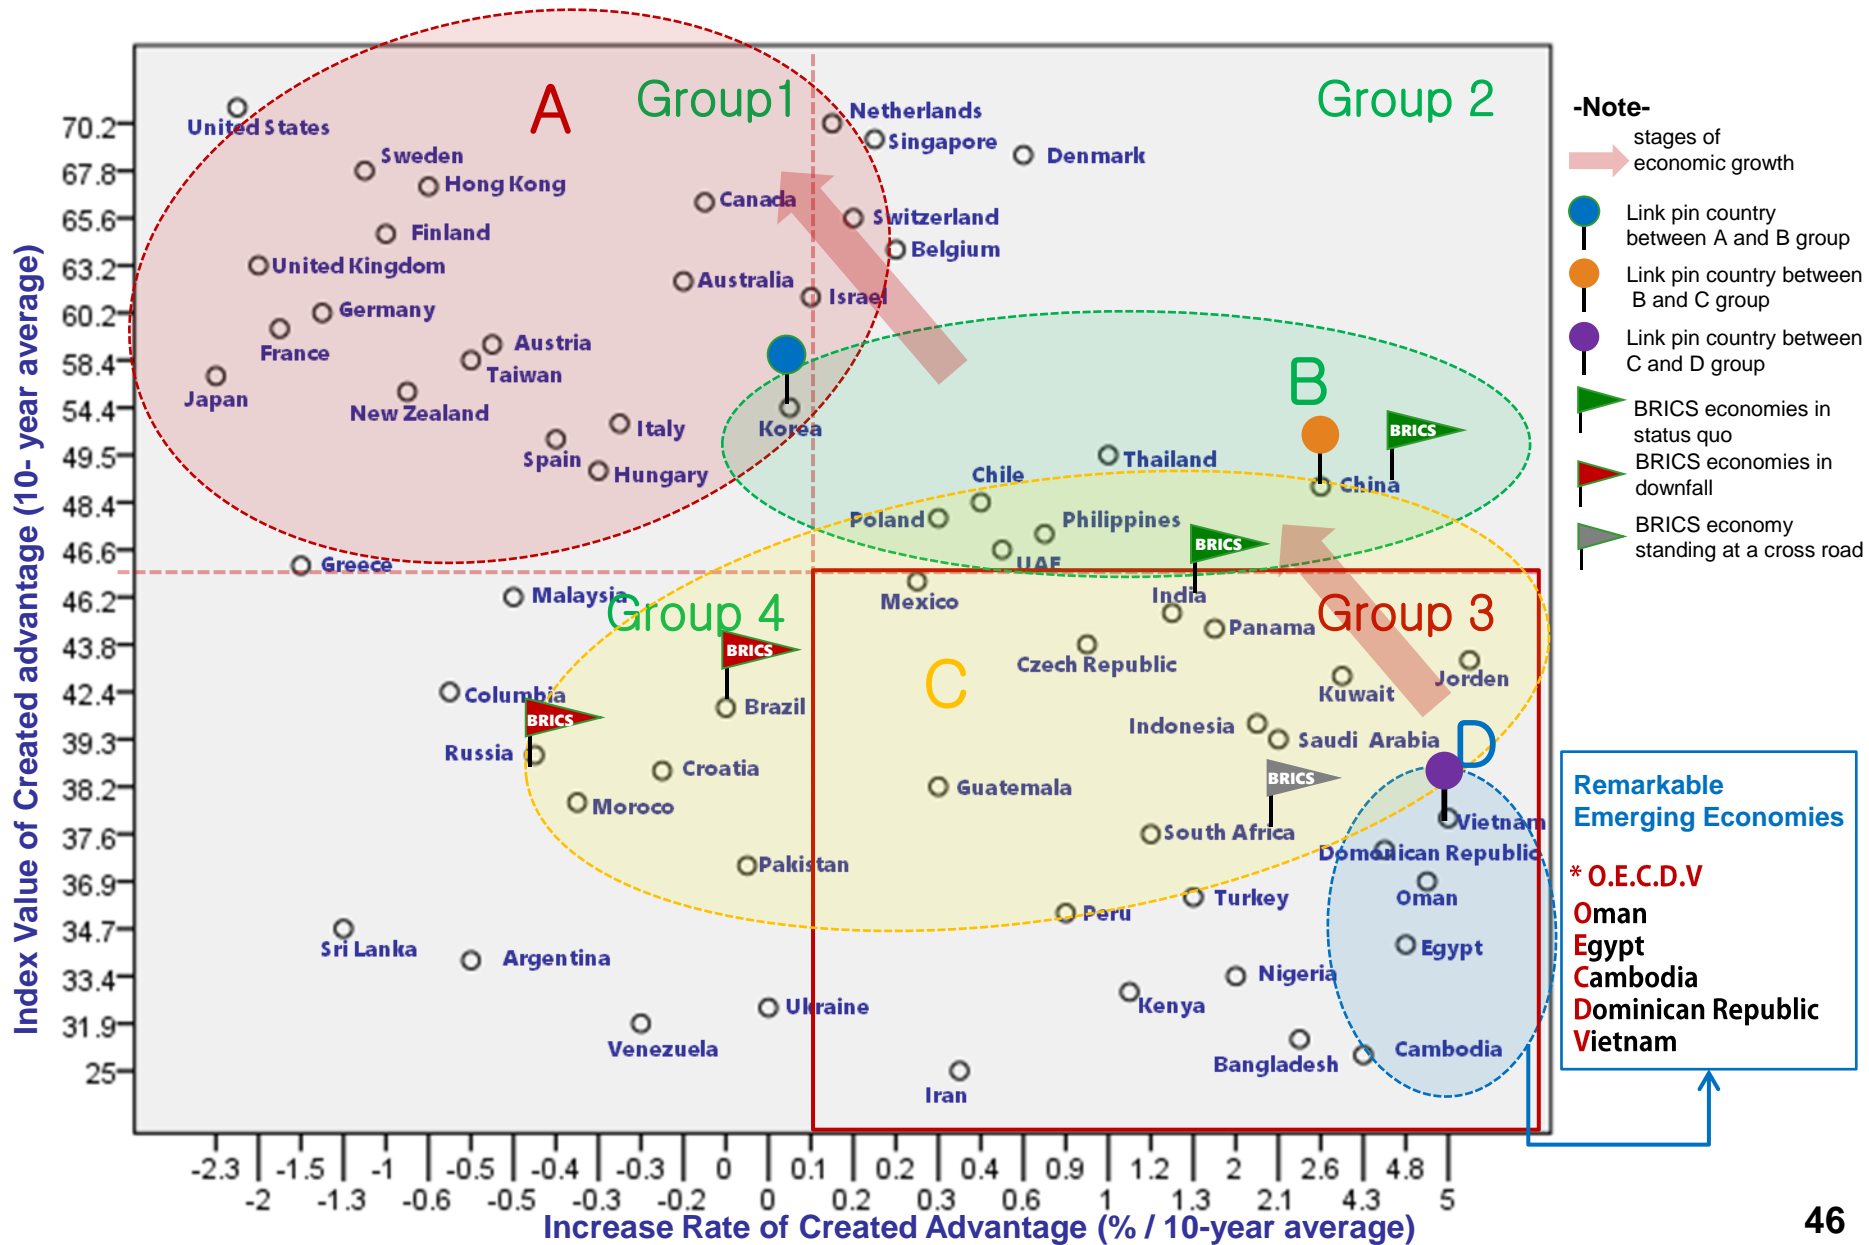 A
Group1
Group 2
United States
Netherlands
Singapore
Denmark
Sweden
Hong Kong
Canada
Switzerland
Finland
Belgium
United Kingdom
Australia
Israel
Germany
France
Austria
Taiwan
Japan
New Zealand
Korea
Italy
Spain
Hungary
B
BRICS
Thailand
China
Chile
Poland
Philippines
UAE
BRICS
Greece
Malaysia
Group 4
Mexico
India
Group 3
Panama
Czech Republic
BRICS
C
Kuwait
Jorden
Columbia
Brazil
BRICS
Indonesia
Saudi Arabia
D
Russia
Croatia
BRICS
Guatemala
Moroco
South Africa
Vietnam
Domonican Republic
Pakistan
Oman
Turkey
Peru
Sri Lanka
Argentina
Egypt
Nigeria
Ukraine
Kenya
Venezuela
Bangladesh
Cambodia
Iran
Index Value of Created advantage (10- year average)
70.2
67.8
65.6
63.2
60.2
58.4
54.4
49.5
48.4
46.6
46.2
43.8
42.4
39.3
38.2
37.6
36.9
34.7
33.4
31.9
25
-2.3 -1.5 -1 -0.5 -0.4 -0.3 0 0.1 0.2 0.4 0.9 1.2 2 2.6 4.8
-2 -1.3 -0.6 -0.5 -0.3 -0.2 0 0.2 0.3 0.6 1 1.3 2.1 4.3 5
Increase Rate of Created Advantage (% / 10-year average)
-Note-
stages of
economic growth
Link pin country
between A and B group
Link pin country between
B and C group
Link pin country between
C and D group
BRICS economies in
status quo
BRICS economies in
downfall
BRICS economy
standing at a cross road
Remarkable
Emerging Economies
* O.E.C.D.V
Oman
Egypt
Cambodia
Dominican Republic
Vietnam
46